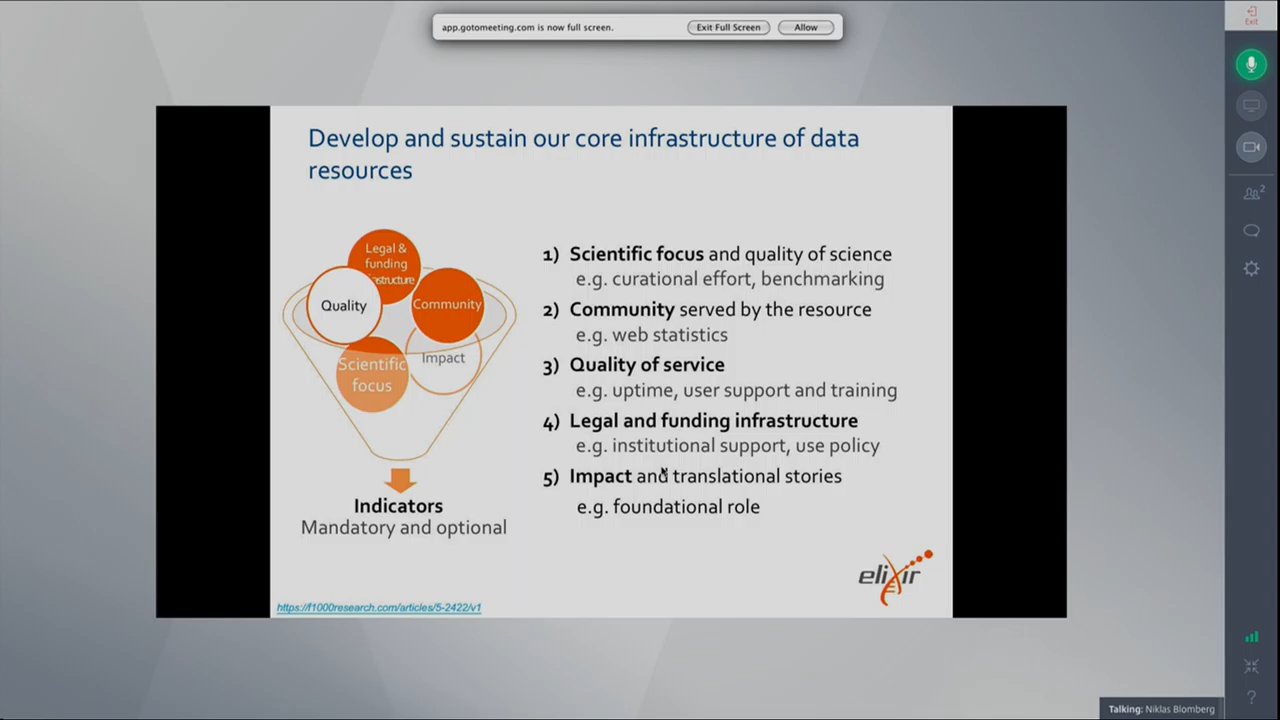 app.gotomeeting.com is now full screen.
Exit Full Screen
Allow
Exit
Develop and sustain our core infrastructure of data
resources
Legal &
funding
Quality
Community
Scientific
focus
Impact
Indicators
Mandatory and optional
1) Scientific focus and quality of science
e.g. curational effort, benchmarking
2) Community served by the resource
e.g. web statistics
3) Quality of service
e.g. uptime, user support and training
4) Legal and funding infrastructure
e.g. institutional support, use policy
5) Impact and translational stories
e.g. foundational role
elixir
https://f1000research.com/articles/5-2422/v1
2
?
Talking: Niklas Blomberg